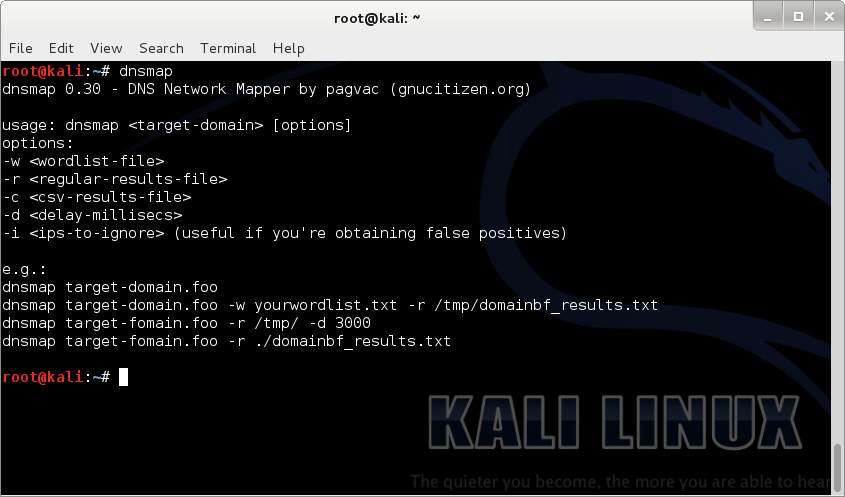 root@kali: ~
File Edit View Search Terminal Help
root@kali:~# dnsmap
dnsmap 0.30 - DNS Network Mapper by pagvac (gnucitizen.org)
usage: dnsmap <target-domain> [options]
options:
-w <wordlist-file>
-r <regular-results-file>
-c <csv-results-file>
-d <delay-millisecs>
-i <ips-to-ignore> (useful if you're obtaining false positives)
e.g.:
dnsmap target-domain.foo
dnsmap target-domain.foo -w yourwordlist.txt -r /tmp/domainbf_results.txt
dnsmap target-fomain.foo -r /tmp/ -d 3000
dnsmap target-fomain.foo -r ./domainbf_results.txt
root@kali:~#
KALI LINUX
The quieter you become, the more you are able to hear